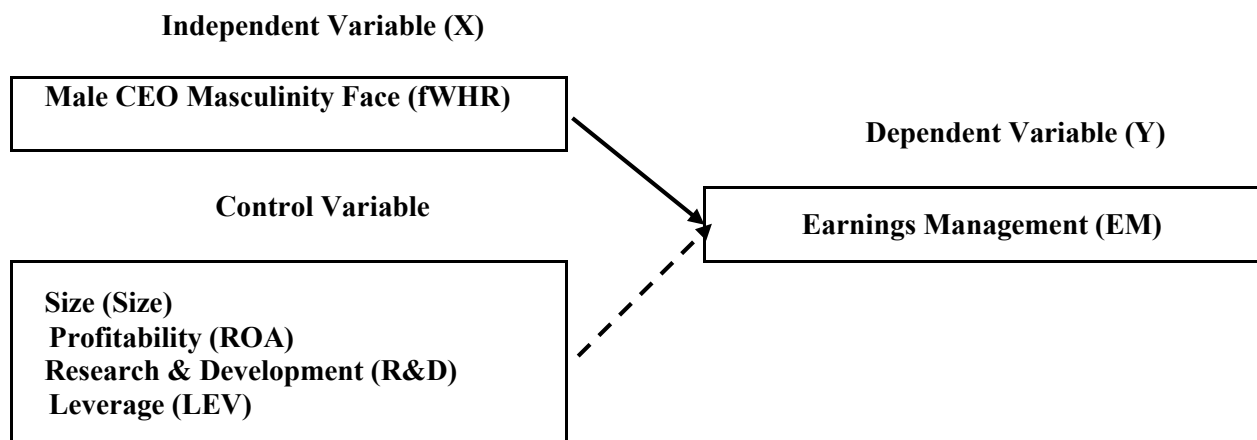 Independent Variable (X)
Male CEO Masculinity Face (fWHR)
Dependent Variable (Y)
Control Variable
Earnings Management (EM)
Size (Size)
Profitability (ROA)
Research & Development (R&D)
Leverage (LEV)